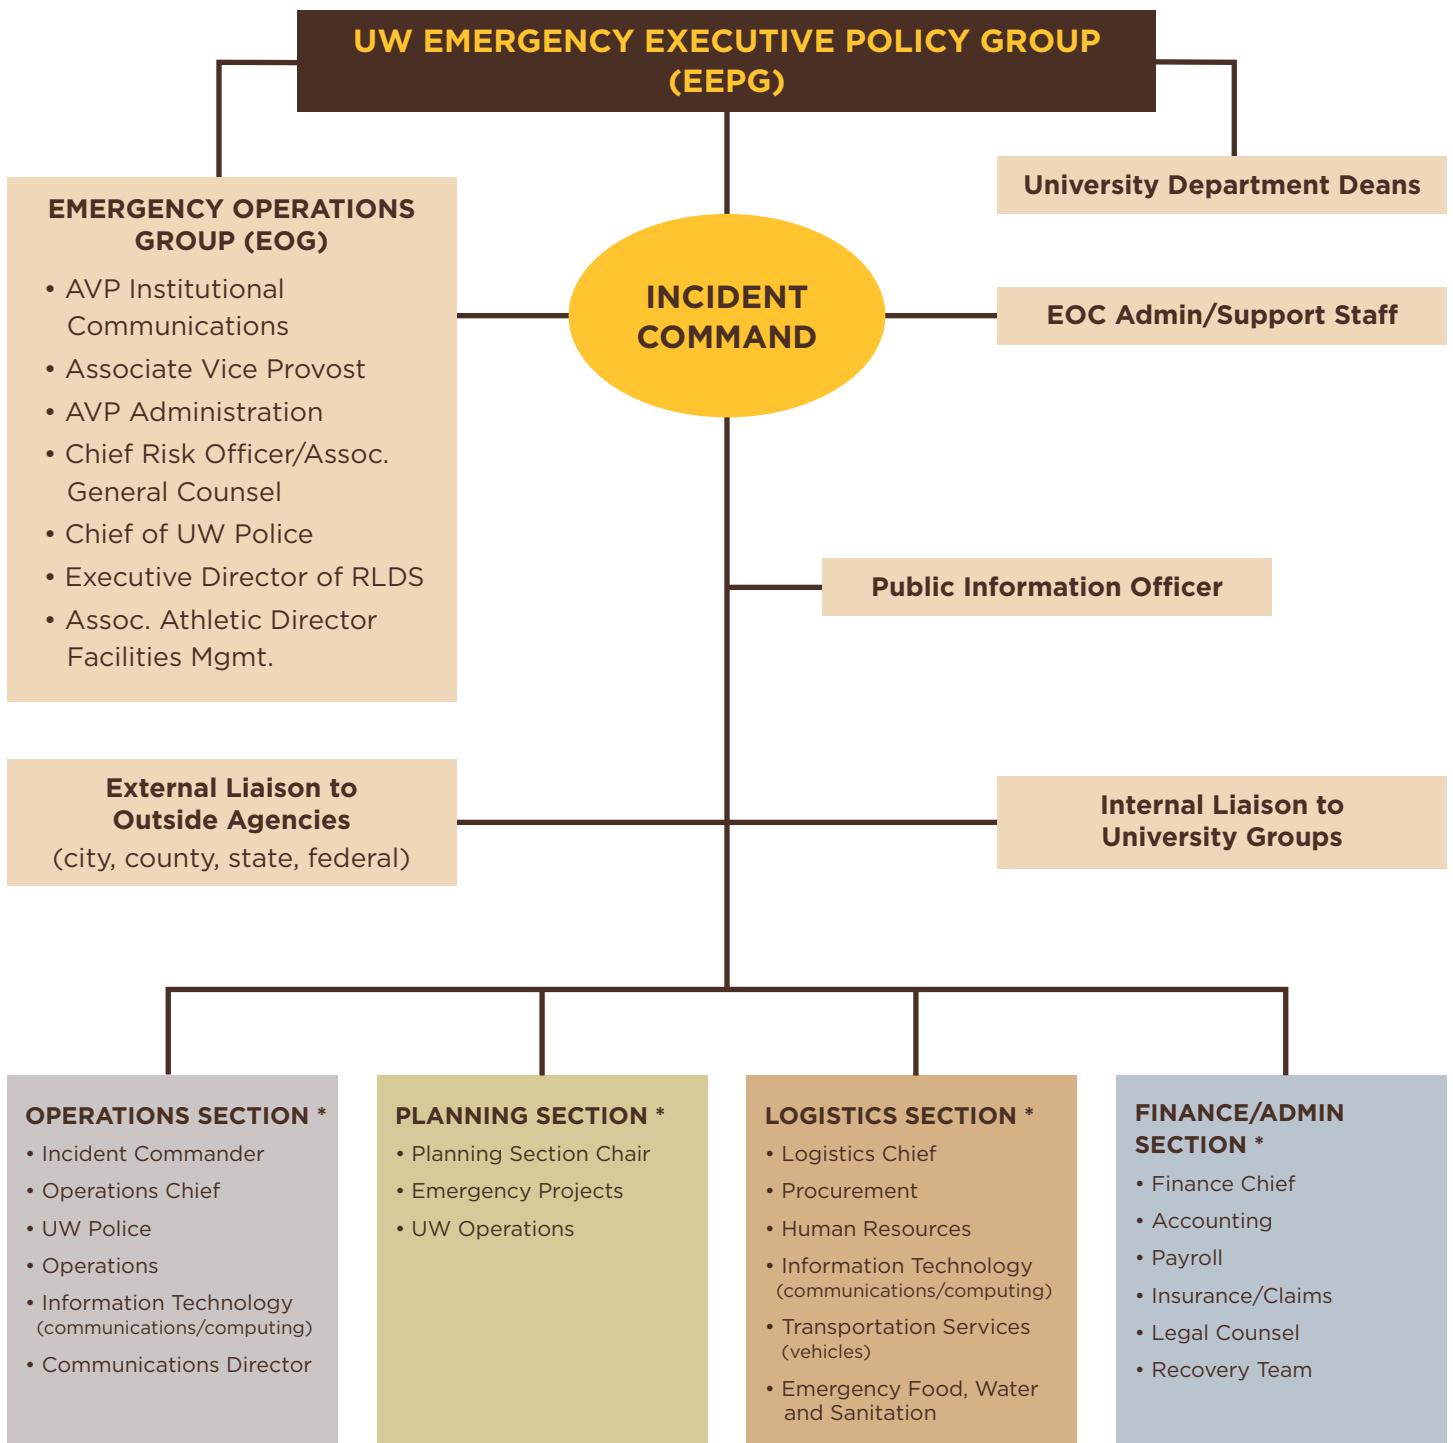 UW EMERGENCY EXECUTIVE POLICY GROUP
(EEPG)
EMERGENCY OPERATIONS
GROUP (EOG)
• AVP Institutional
Communications
• Associate Vice Provost
• AVP Administration
• Chief Risk Officer/Assoc.
General Counsel
• Chief of UW Police
• Executive Director of RLDS
• Assoc. Athletic Director
Facilities Mgmt.
INCIDENT
COMMAND
University Department Deans
EOC Admin/Support Staff
Public Information Officer
External Liaison to
Outside Agencies
(city, county, state, federal)
Internal Liaison to
University Groups
OPERATIONS SECTION *
• Incident Commander
• Operations Chief
• UW Police
• Operations
• Information Technology
(communications/computing)
• Communications Director
PLANNING SECTION *
• Planning Section Chair
• Emergency Projects
• UW Operations
LOGISTICS SECTION *
• Logistics Chief
• Procurement
• Human Resources
• Information Technology
(communications/computing)
• Transportation Services
(vehicles)
• Emergency Food, Water
and Sanitation
FINANCE/ADMIN
SECTION *
• Finance Chief
• Accounting
• Payroll
• Insurance/Claims
• Legal Counsel
• Recovery Team